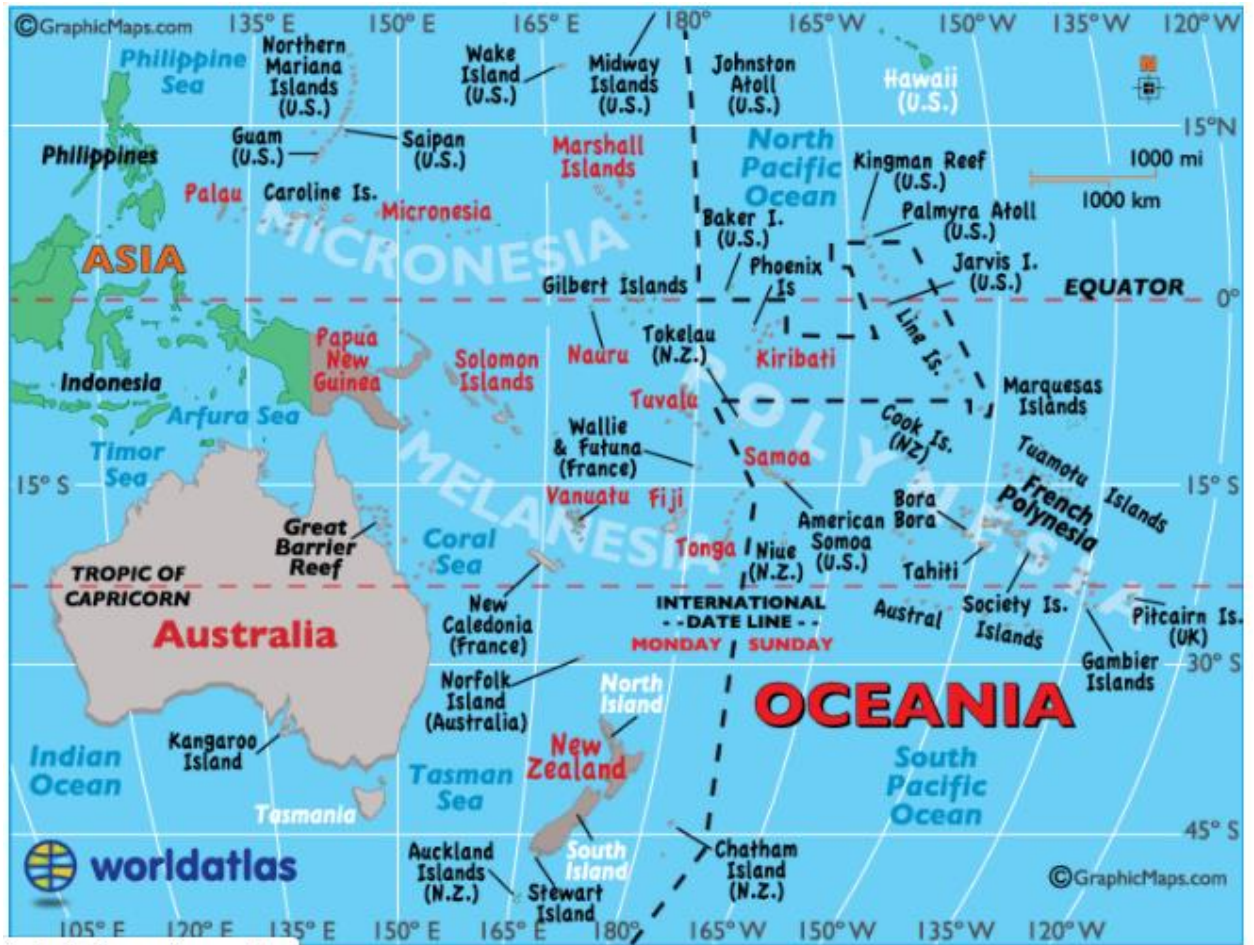 ©GraphicMaps.com
135° E
150° E
165° E
180°
165° W
150° W
135° W
120° W
Philippine
Sea
Northern
Mariana
Islands
(U.S.)
Wake
Island
(U.S.)
Midway
Islands
(U.S.)
Johnston
Atoll
(U.S.)
Hawaii
(U.S.)
N
15°N
Philippines
Guam
(U.S.)
Saipan
(U.S.)
Marshall
Islands
North
Pacific
Ocean
Kingman Reef
(U.S.)
1000 mi
1000 km
Palau
Caroline Is.
Micronesia
MICRONESIA
Baker I.
(U.S.)
Palmyra Atoll
(U.S.)
ASIA
Phoenix
Is
Jarvis I.
(U.S.)
Gilbert Islands
EQUATOR
0°
Papua
New
Guinea
Solomon
Islands
Nauru
Tokelau
(N.Z.)
Kiribati
Line Is.
Indonesia
Arfura Sea
Tuvalu
POLYNESIA
Marquesas
Islands
Timor
Sea
MELANESIA
Wallie
& Futuna
(France)
Samoa
Cook Is.
(NZ)
Tuamotu Islands
15° S
15° S
Great
Barrier
Reef
Coral
Sea
Vanuatu
Fiji
Bora
Bora
French
Polynesia
American
Somoa
(U.S.)
Tonga
Niue
(N.Z.)
Tahiti
TROPIC OF
CAPRICORN
Australia
New
Caledonia
(France)
INTERNATIONAL
- - DATE LINE - -
MONDAY
SUNDAY
Austral
Islands
Society Is.
Pitcairn Is.
(UK)
Gambier
Islands
30° S
Norfolk
Island
(Australia)
North
Island
OCEANIA
Kangaroo
Island
Indian
Ocean
Tasman
Sea
New
Zealand
South
Pacific
Ocean
Tasmania
45° S
worldatlas
Auckland
Islands
(N.Z.)
South
Island
Stewart
Island
Chatham
Island
(N.Z.)
©GraphicMaps.com
105° E
120° E
135° E
150° E
165° E
180°
165° W
150° W
135° W
120° W